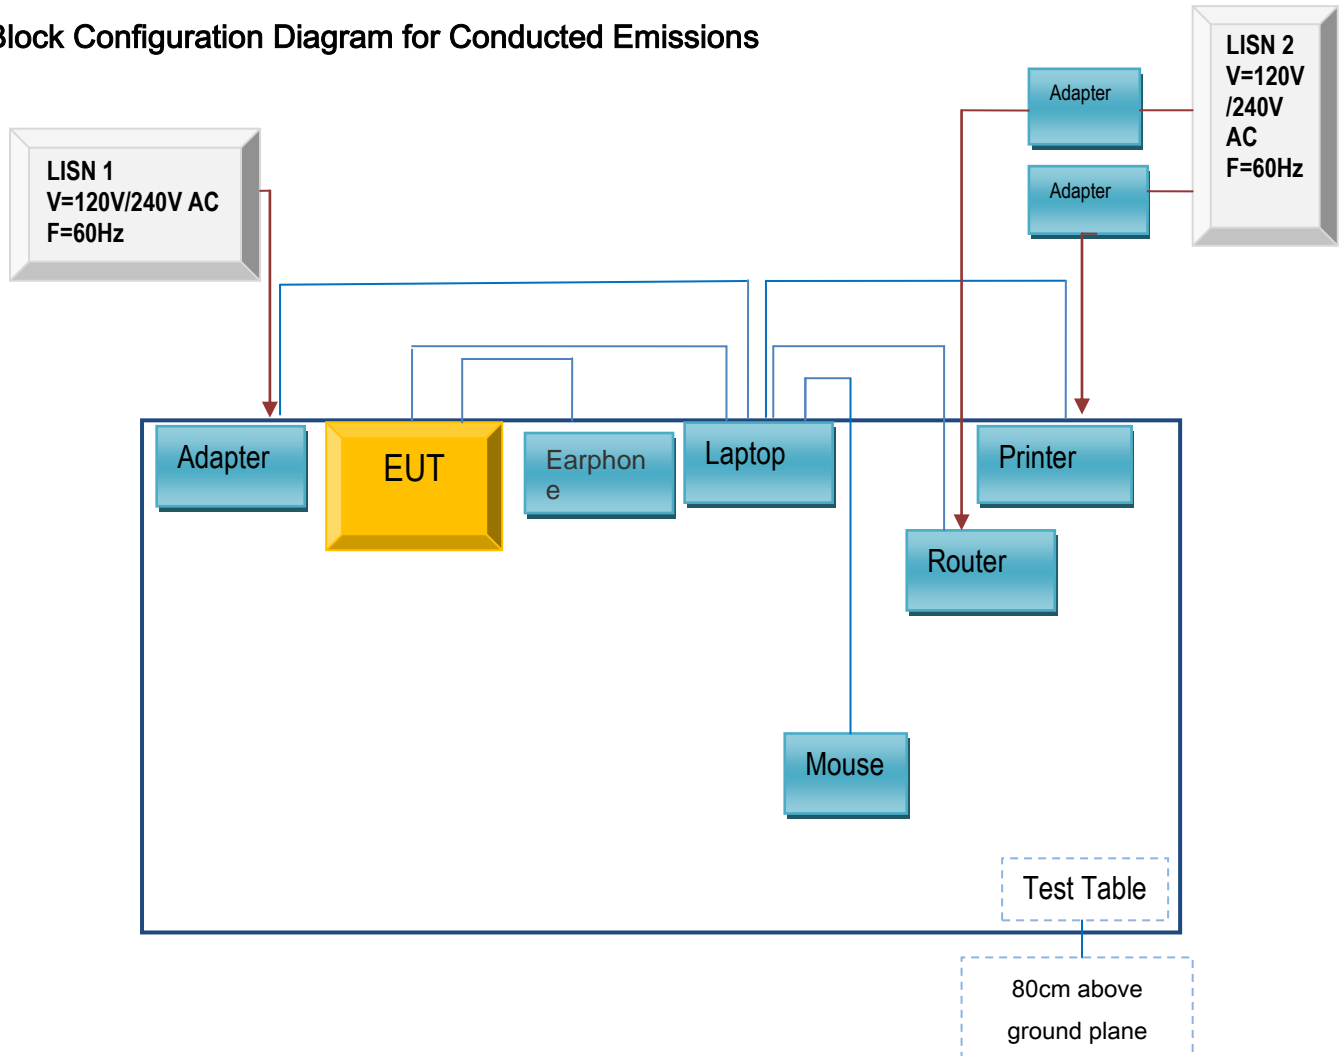 Block Configuration Diagram for Conducted Emissions
LISN 1
V=120V/240V AC
F=60Hz
Adapter
Adapter
LISN 2
V=120V
/240V
AC
F=60Hz
Adapter
EUT
Earphon
e
Laptop
Printer
Router
Mouse
Test Table
80cm above
ground plane